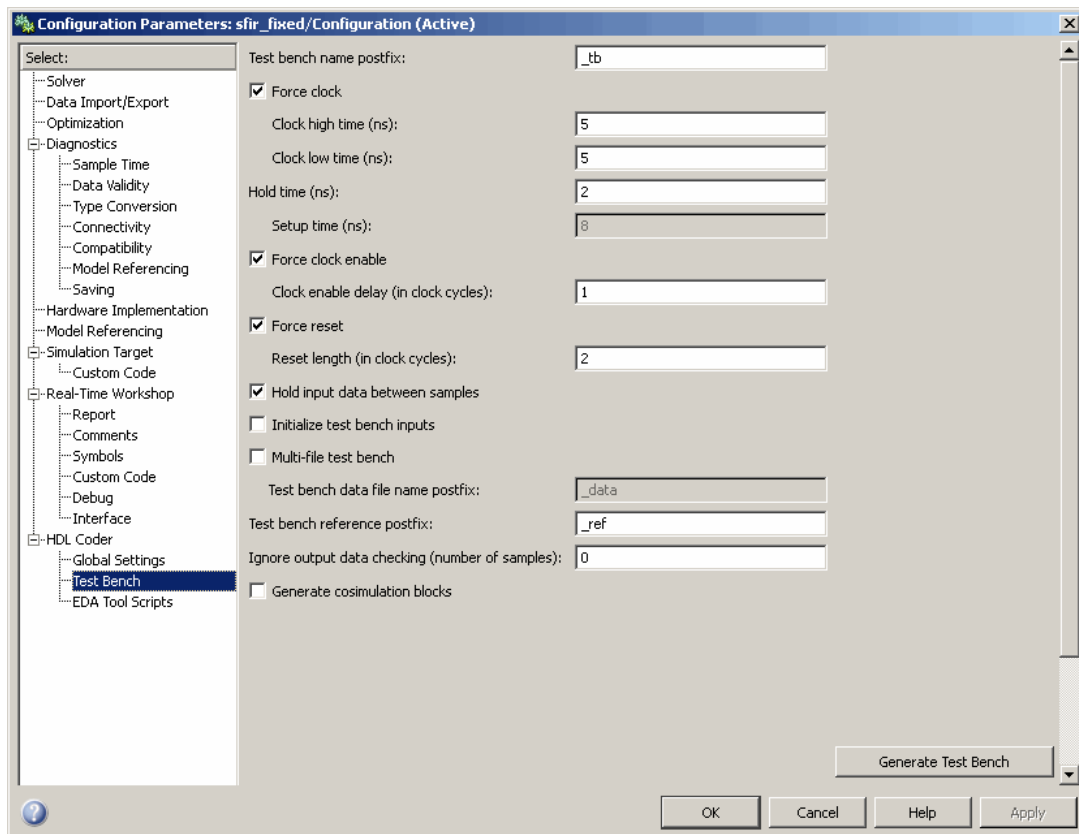 Configuration Parameters: sfir_fixed/Configuration (Active)
Select:
Solver
Data Import/Export
Optimization
Diagnostics
Sample Time
Data Validity
Type Conversion
Connectivity
Compatibility
Model Referencing
Saving
Hardware Implementation
Model Referencing
Simulation Target
Custom Code
Real-Time Workshop
Report
Comments
Symbols
Custom Code
Debug
Interface
HDL Coder
Global Settings
Test Bench
EDA Tool Scripts
Test bench name postfix: _tb
Force clock
Clock high time (ns): 5
Clock low time (ns): 5
Hold time (ns): 2
Setup time (ns): 8
Force clock enable
Clock enable delay (in clock cycles): 1
Force reset
Reset length (in clock cycles): 2
Hold input data between samples
Initialize test bench inputs
Multi-file test bench
Test bench data file name postfix: _data
Test bench reference postfix: _ref
Ignore output data checking (number of samples): 0
Generate cosimulation blocks
Generate Test Bench
OK Cancel Help Apply